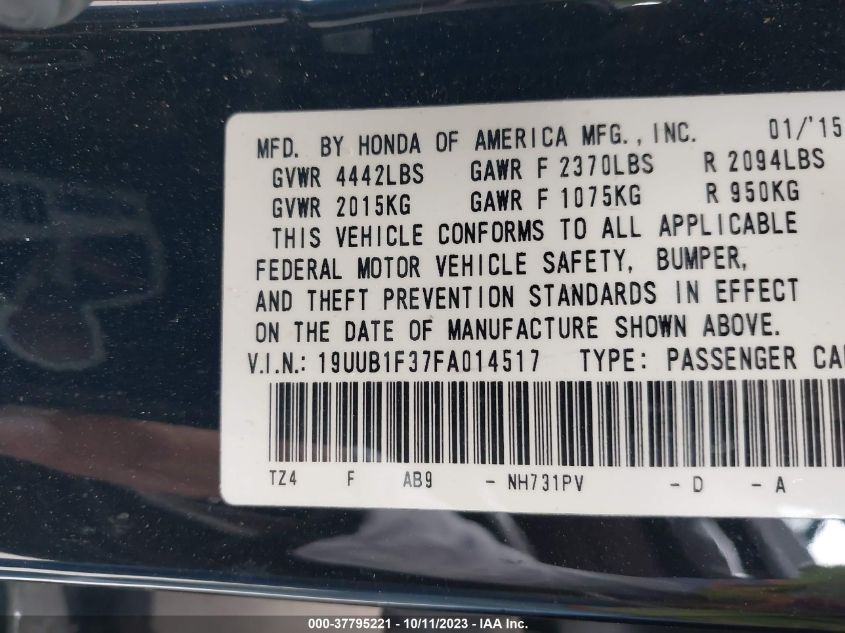 MFD. BY HONDA OF AMERICA MFG., INC. 01/'15
GVWR 4442LBS GAWR F 2370LBS R 2094LBS
GVWR 2015KG GAWR F 1075KG R 950KG
THIS VEHICLE CONFORMS TO ALL APPLICABLE
FEDERAL MOTOR VEHICLE SAFETY, BUMPER,
AND THEFT PREVENTION STANDARDS IN EFFECT
ON THE DATE OF MANUFACTURE SHOWN ABOVE.
V.I.N.: 19UUB1F37FA014517 TYPE: PASSENGER CA
TZ4 F AB9 - NH731PV - D - A
000-37795221 - 10/11/2023 - IAA Holdings, LLC.